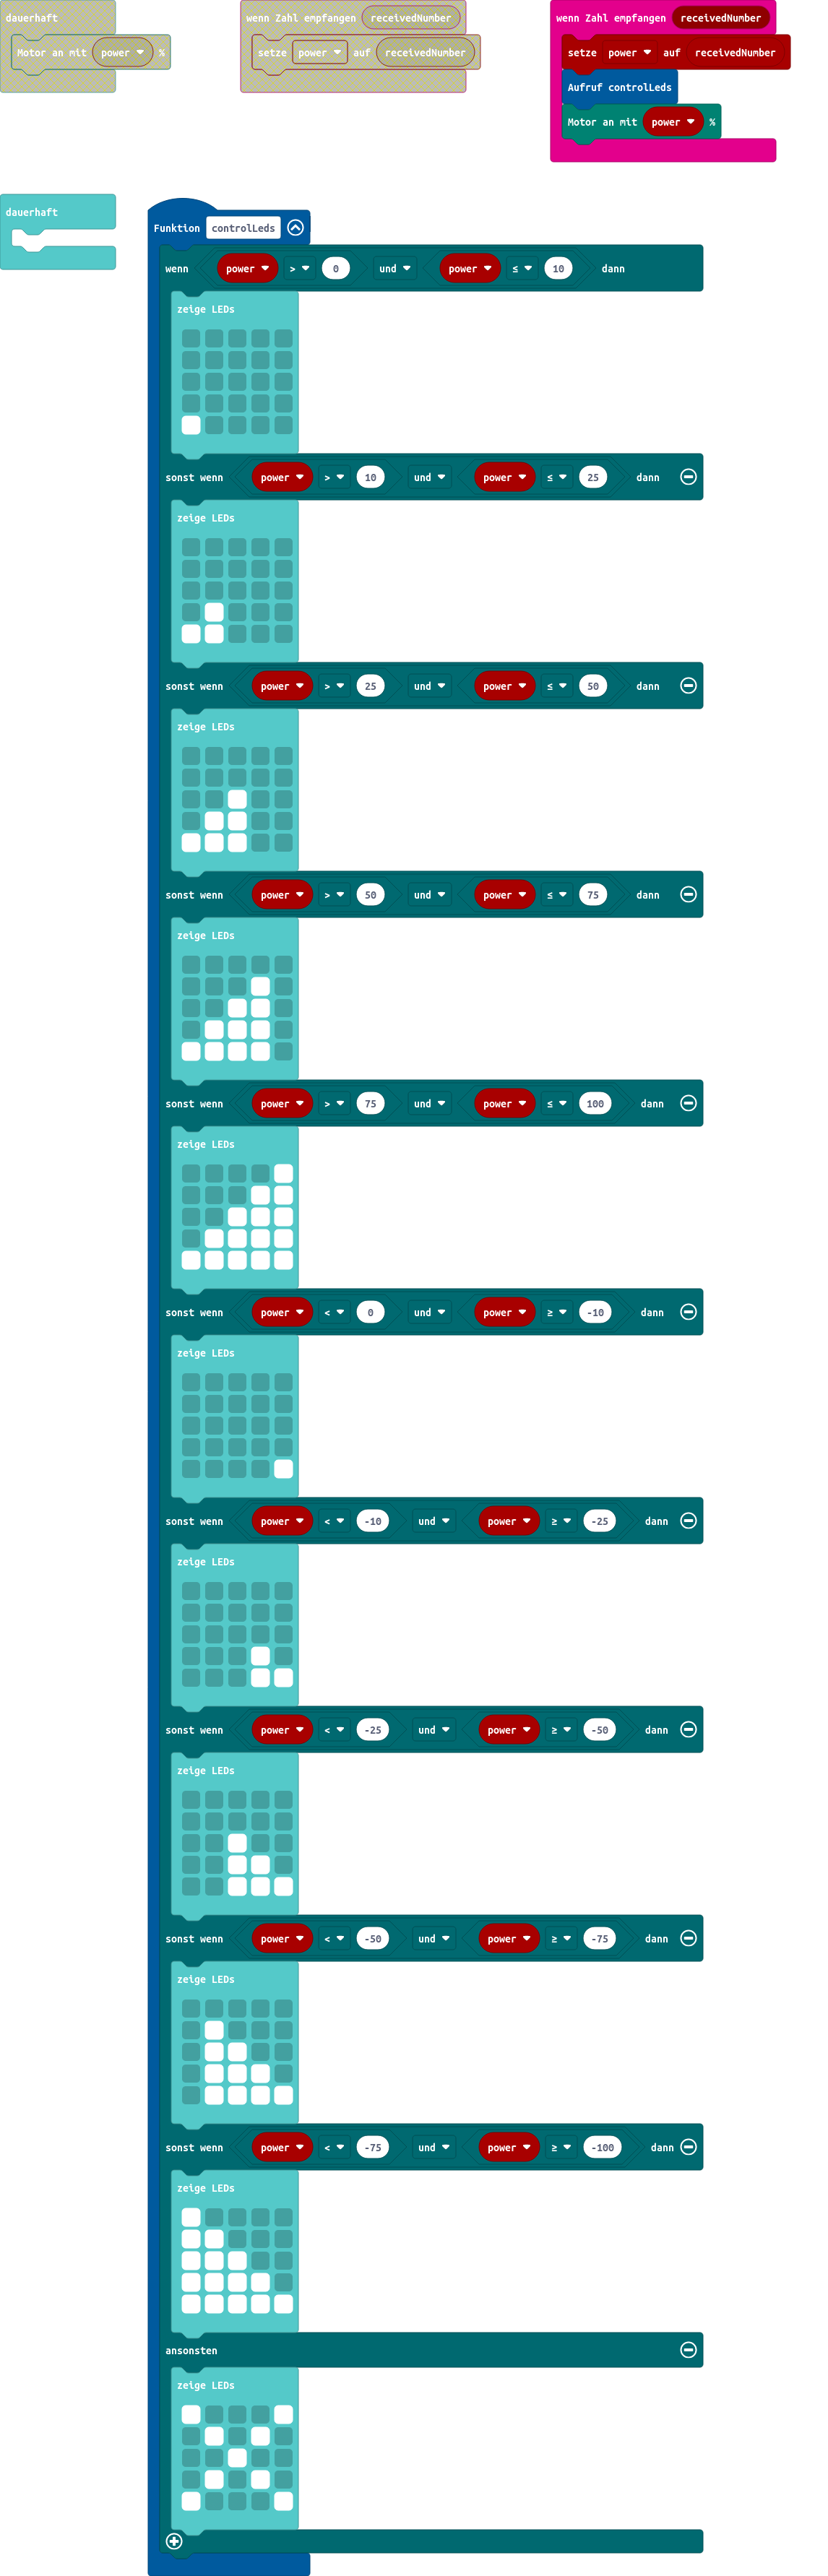 dauerhaft
Motor an mit power %
wenn Zahl empfangen receivedNumber
setze power auf receivedNumber
wenn Zahl empfangen receivedNumber
setze power auf receivedNumber
Aufruf controlLeds
Motor an mit power %
dauerhaft
Funktion controlLeds
wenn power > 0 und power ≤ 10 dann
zeige LEDs
sonst wenn power > 10 und power ≤ 25 dann
zeige LEDs
sonst wenn power > 25 und power ≤ 50 dann
zeige LEDs
sonst wenn power > 50 und power ≤ 75 dann
zeige LEDs
sonst wenn power > 75 und power ≤ 100 dann
zeige LEDs
sonst wenn power < 0 und power ≥ -10 dann
zeige LEDs
sonst wenn power < -10 und power ≥ -25 dann
zeige LEDs
sonst wenn power < -25 und power ≥ -50 dann
zeige LEDs
sonst wenn power < -50 und power ≥ -75 dann
zeige LEDs
sonst wenn power < -75 und power ≥ -100 dann
zeige LEDs
ansonsten
zeige LEDs